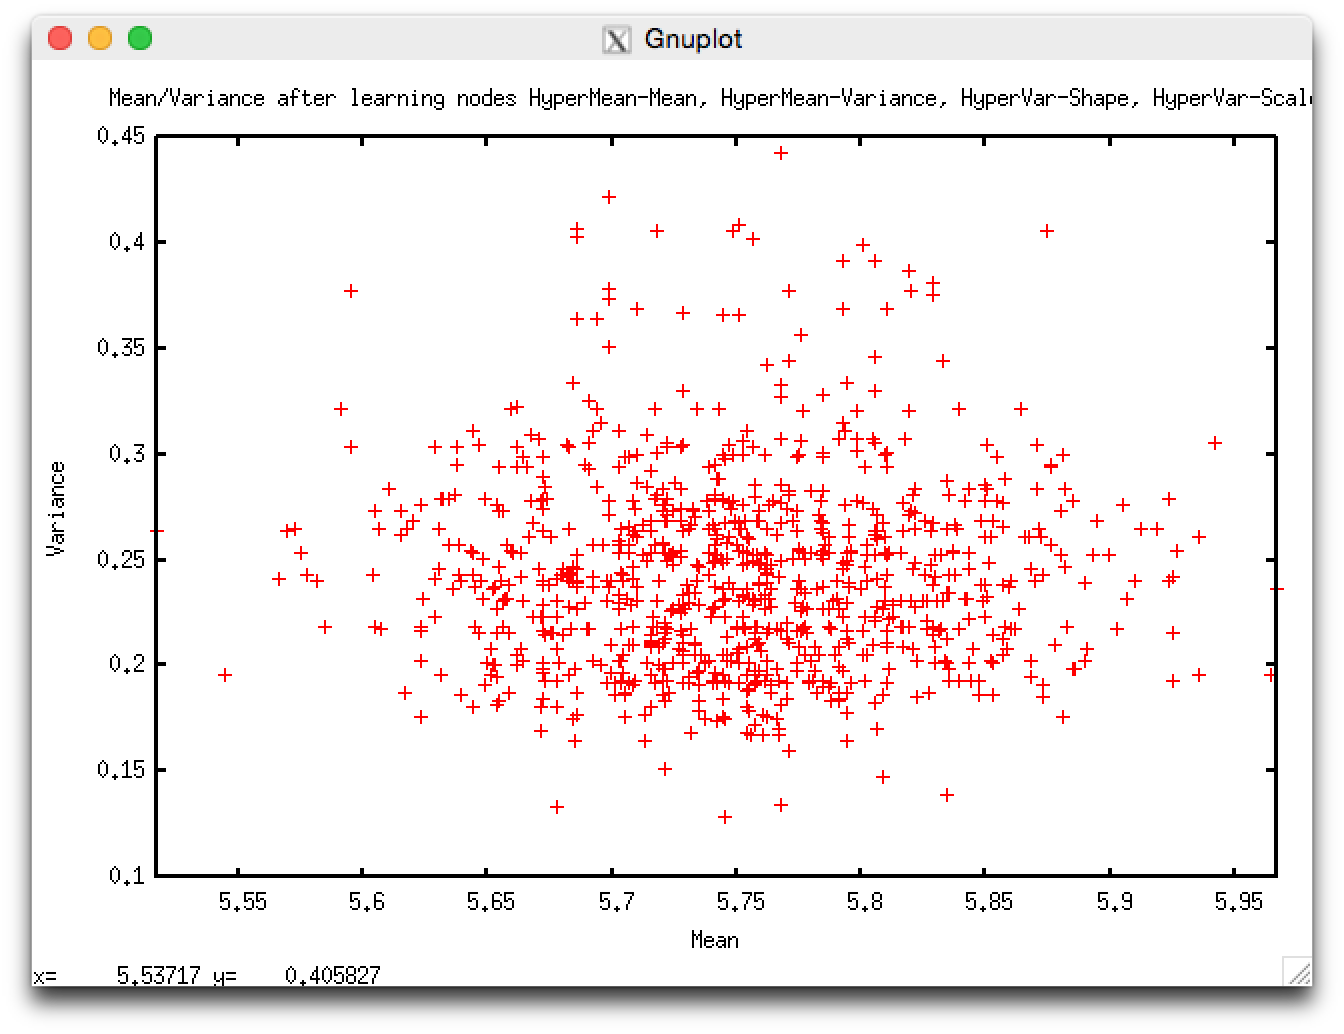 Gnuplot
Mean/Variance after learning nodes HyperMean-Mean, HyperMean-Variance, HyperVar-Shape,
0.45
0.4
0.35
0.3
0.25
0.2
0.15
0.1
Variance
5.55 5.6 5.65 5.7 5.75 5.8 5.85 5.9 5.95
Mean
x= 5.53717 y= 0.405827